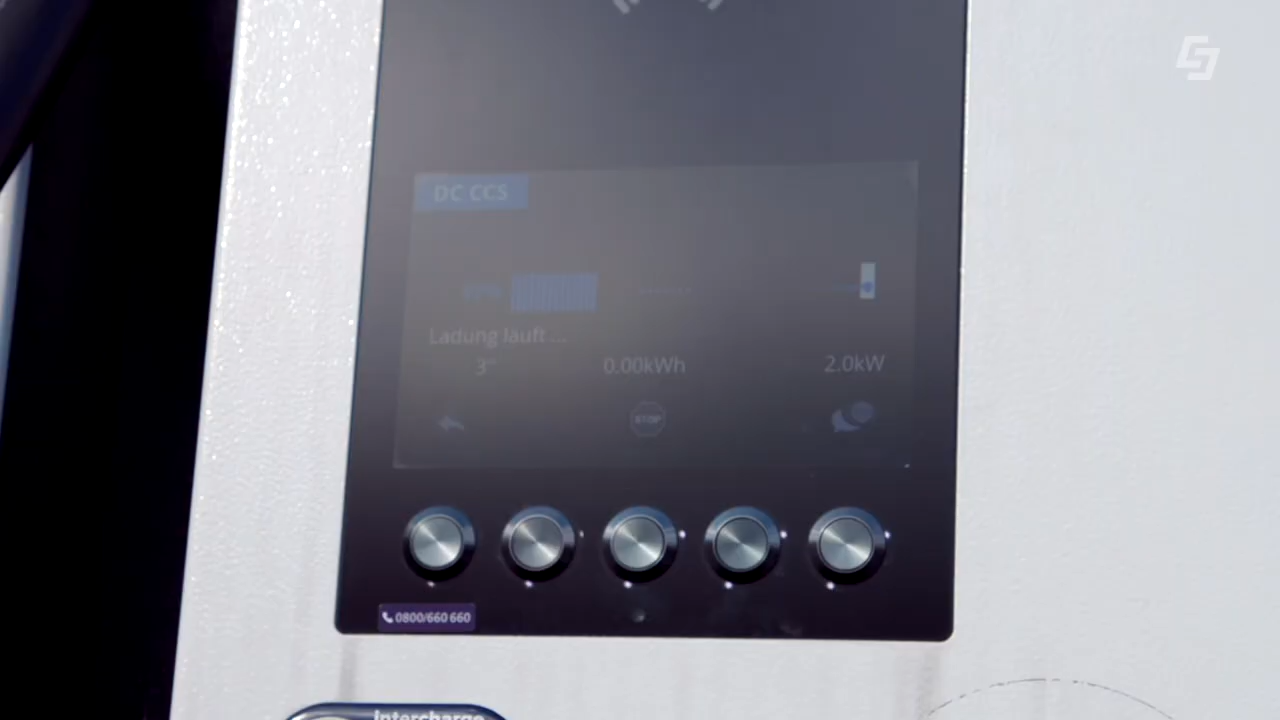 DC CCS
Ladung läuft ...
3"
0.00kWh
2.0kW
STOP
0800/660 660
intercharge